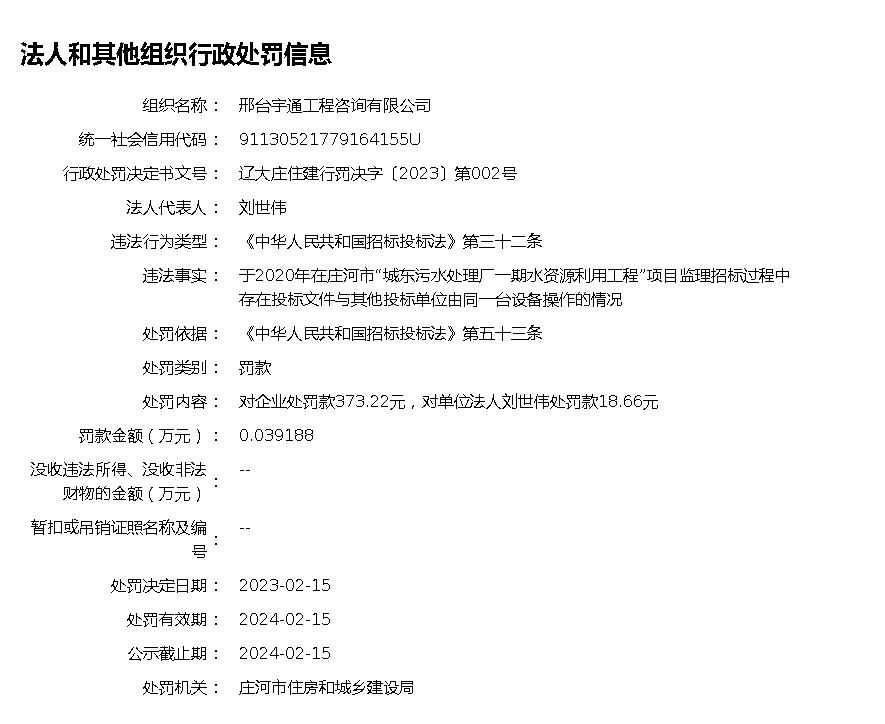 法人和其他组织行政处罚信息
组织名称： 邢台宇通工程咨询有限公司
统一社会信用代码： 91130521779164155U
行政处罚决定书文号： 辽大庄住建行罚决字〔2023〕第002号
法人代表人： 刘世伟
违法行为类型： 《中华人民共和国招标投标法》第三十二条
违法事实： 于2020年在庄河市“城东污水处理厂一期水资源利用工程”项目监理招标过程中
存在投标文件与其他投标单位由同一台设备操作的情况
处罚依据： 《中华人民共和国招标投标法》第五十三条
处罚类别： 罚款
处罚内容： 对企业处罚款373.22元，对单位法人刘世伟处罚款18.66元
罚款金额（万元）： 0.039188
没收违法所得、没收非法
财物的金额（万元）： --
暂扣或吊销证照名称及编
号： --
处罚决定日期： 2023-02-15
处罚有效期： 2024-02-15
公示截止期： 2024-02-15
处罚机关： 庄河市住房和城乡建设局